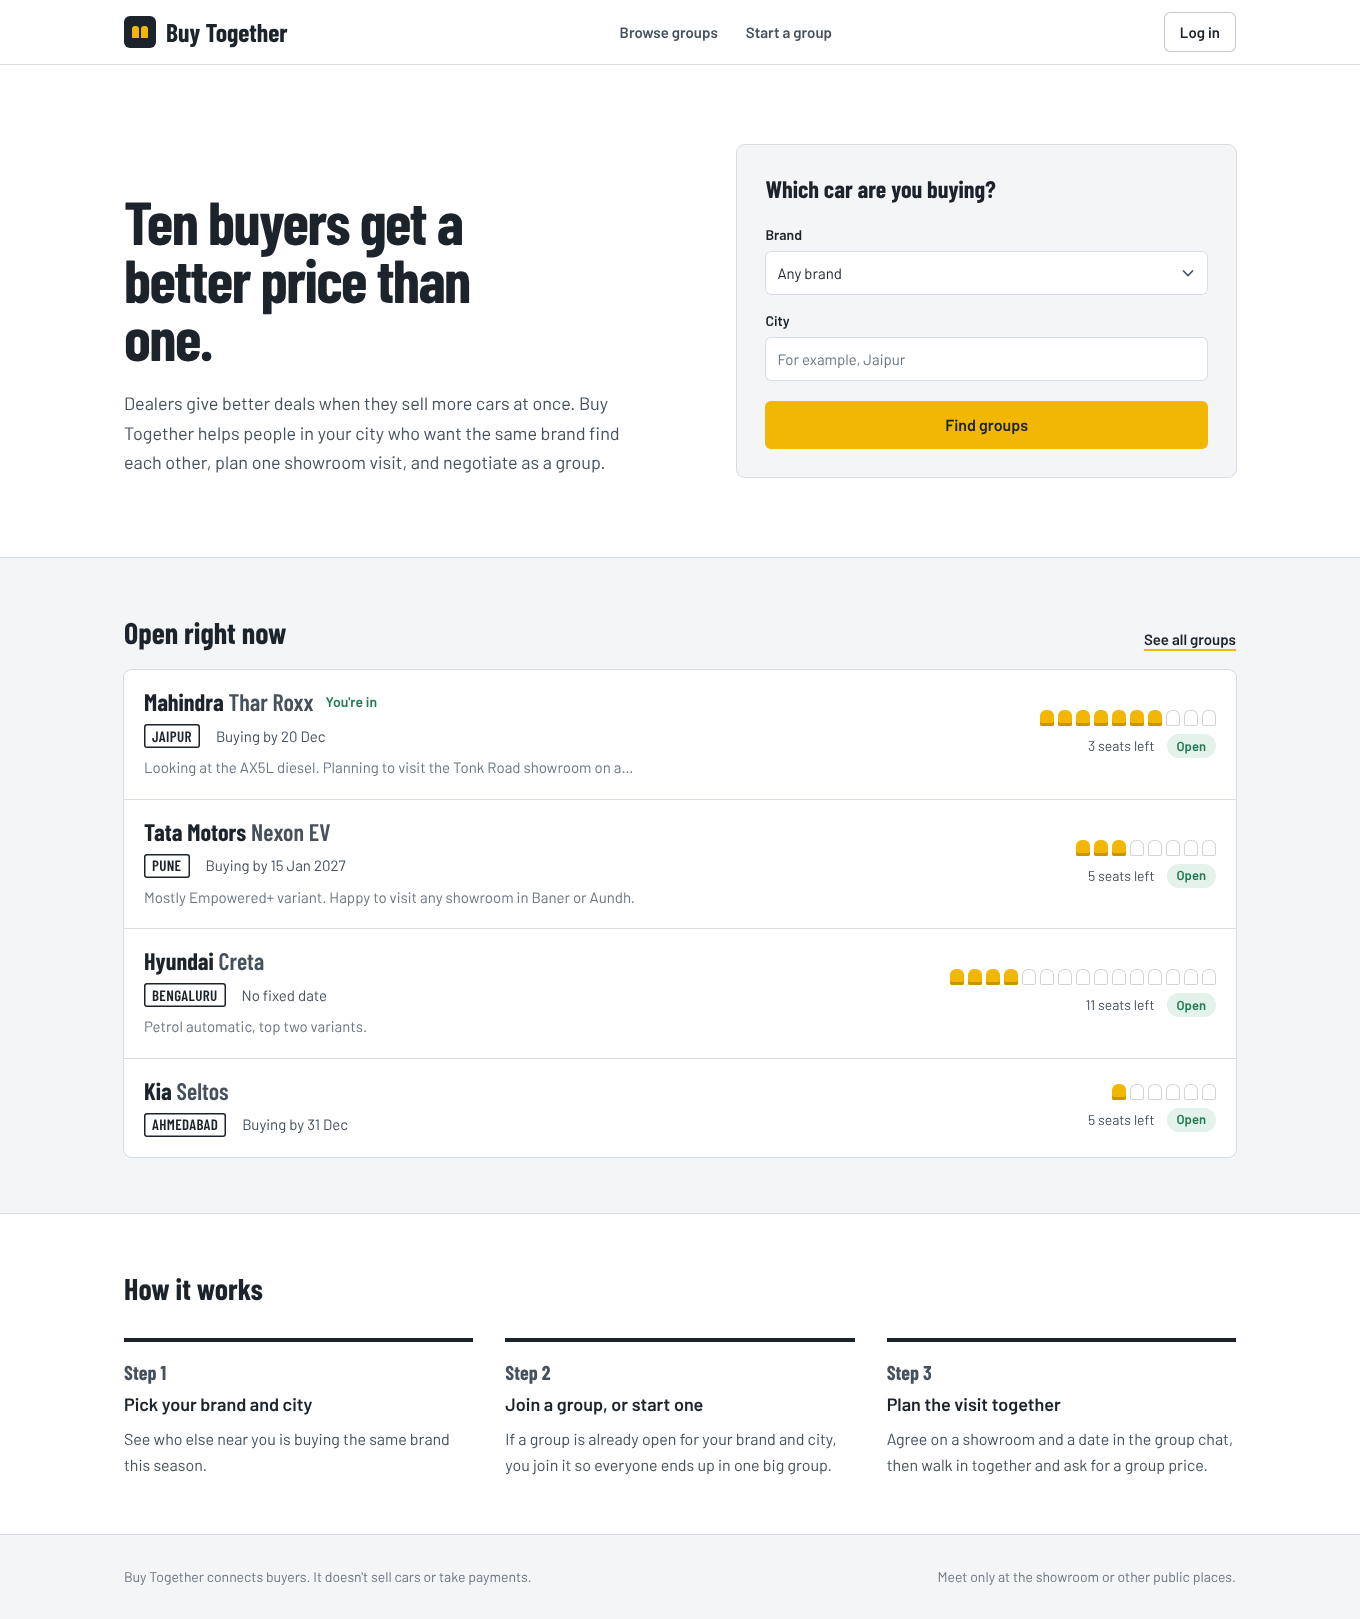 Buy Together
Browse groups
Start a group
Log in
Ten buyers get a
better price than
one.
Dealers give better deals when they sell more cars at once. Buy
Together helps people in your city who want the same brand find
each other, plan one showroom visit, and negotiate as a group.
Which car are you buying?
Brand
Any brand
City
For example, Jaipur
Find groups
Open right now
See all groups
Mahindra Thar Roxx You're in
JAIPUR Buying by 20 Dec
Looking at the AX5L diesel. Planning to visit the Tonk Road showroom on a...
3 seats left Open
Tata Motors Nexon EV
PUNE Buying by 15 Jan 2027
Mostly Empowered+ variant. Happy to visit any showroom in Baner or Aundh.
5 seats left Open
Hyundai Creta
BENGALURU No fixed date
Petrol automatic, top two variants.
11 seats left Open
Kia Seltos
AHMEDABAD Buying by 31 Dec
5 seats left Open
How it works
Step 1
Pick your brand and city
See who else near you is buying the same brand
this season.
Step 2
Join a group, or start one
If a group is already open for your brand and city,
you join it so everyone ends up in one big group.
Step 3
Plan the visit together
Agree on a showroom and a date in the group chat,
then walk in together and ask for a group price.
Buy Together connects buyers. It doesn't sell cars or take payments.
Meet only at the showroom or other public places.